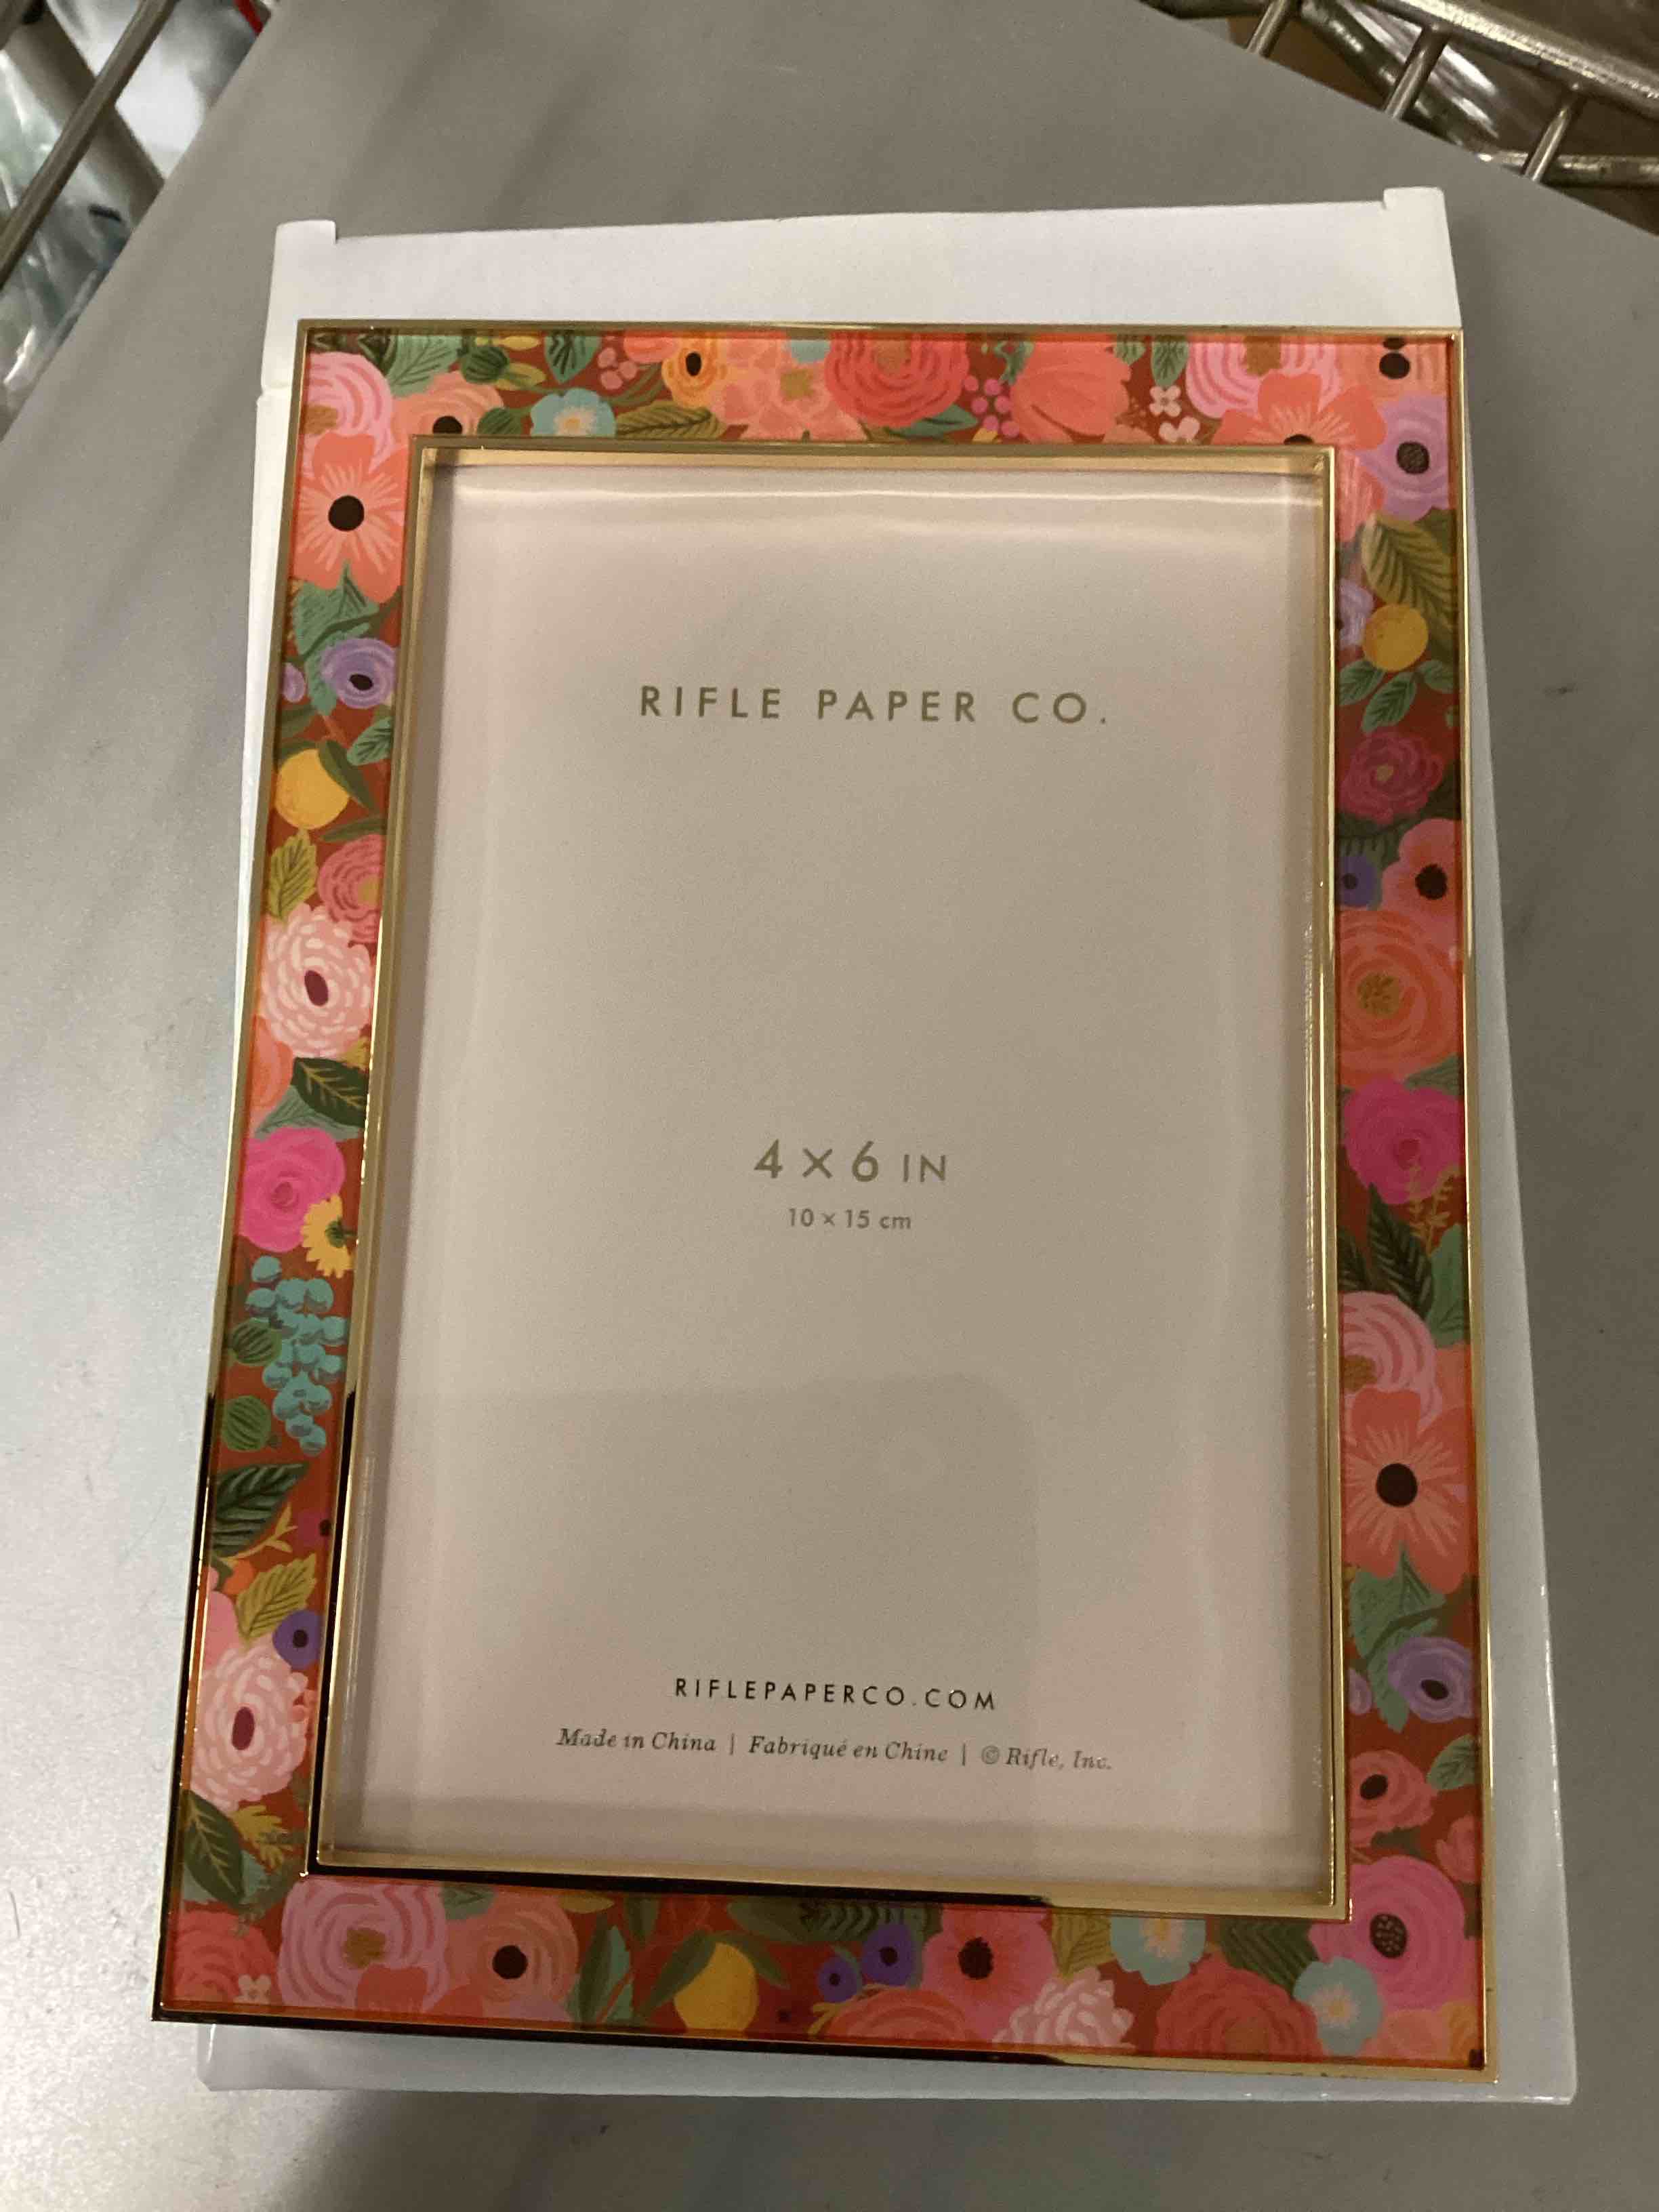 RIFLE PAPER CO.
4 × 6 IN
10 × 15 cm
RIFLEPAPERCO.COM
Made in China | Fabriqué en Chine | © Rifle, Inc.